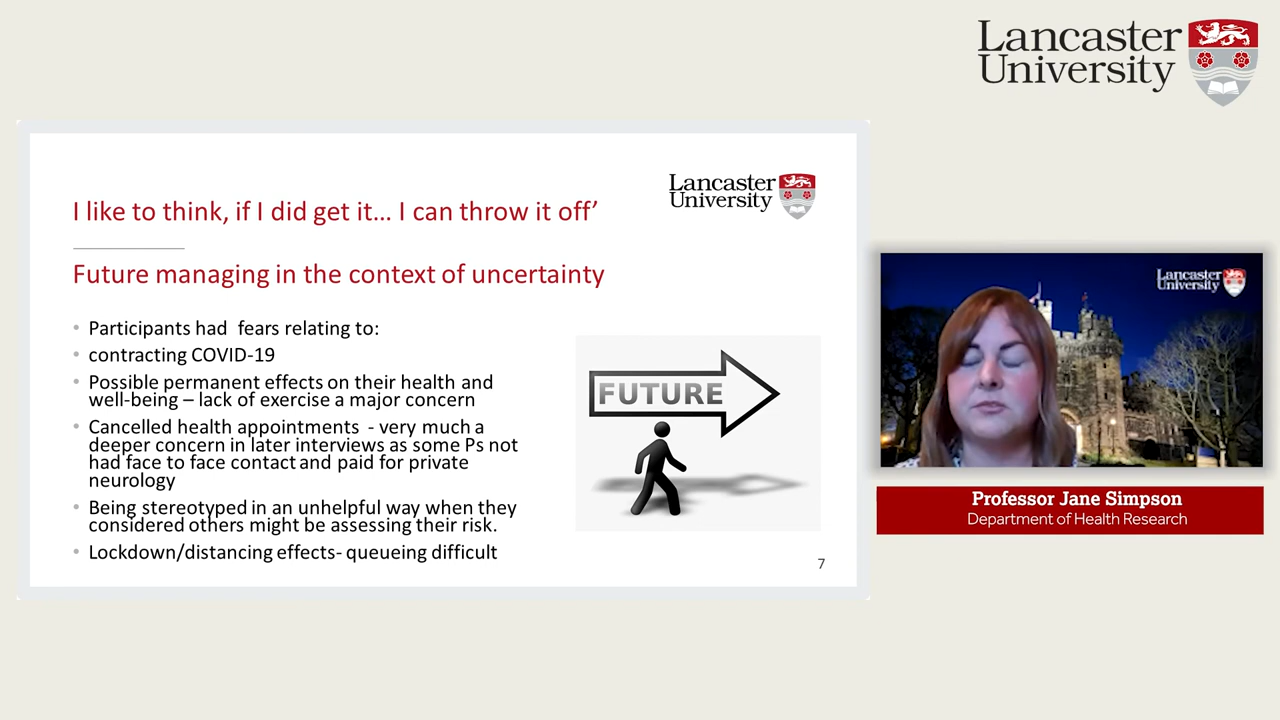 Lancaster
University
Lancaster
University
I like to think, if I did get it… I can throw it off’
Future managing in the context of uncertainty
• Participants had fears relating to:
• contracting COVID-19
• Possible permanent effects on their health and
well-being – lack of exercise a major concern
• Cancelled health appointments - very much a
deeper concern in later interviews as some Ps not
had face to face contact and paid for private
neurology
• Being stereotyped in an unhelpful way when they
considered others might be assessing their risk.
• Lockdown/distancing effects- queueing difficult
FUTURE
7
Lancaster
University
Professor Jane Simpson
Department of Health Research